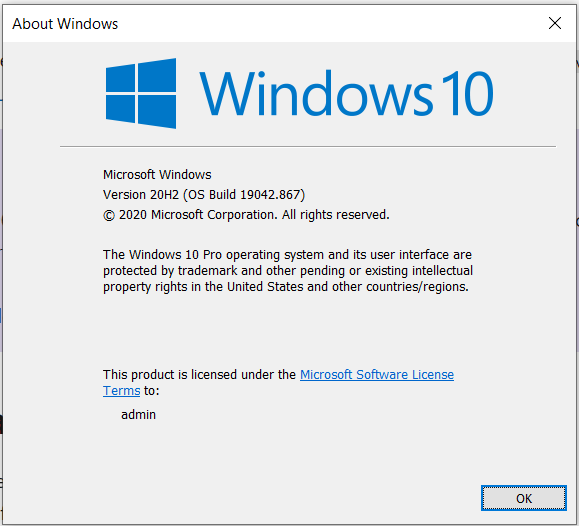 About Windows
Windows 10
Microsoft Windows
Version 20H2 (OS Build 19042.867)
© 2020 Microsoft Corporation. All rights reserved.
The Windows 10 Pro operating system and its user interface are
protected by trademark and other pending or existing intellectual
property rights in the United States and other countries/regions.
This product is licensed under the Microsoft Software License
Terms to:
admin
OK